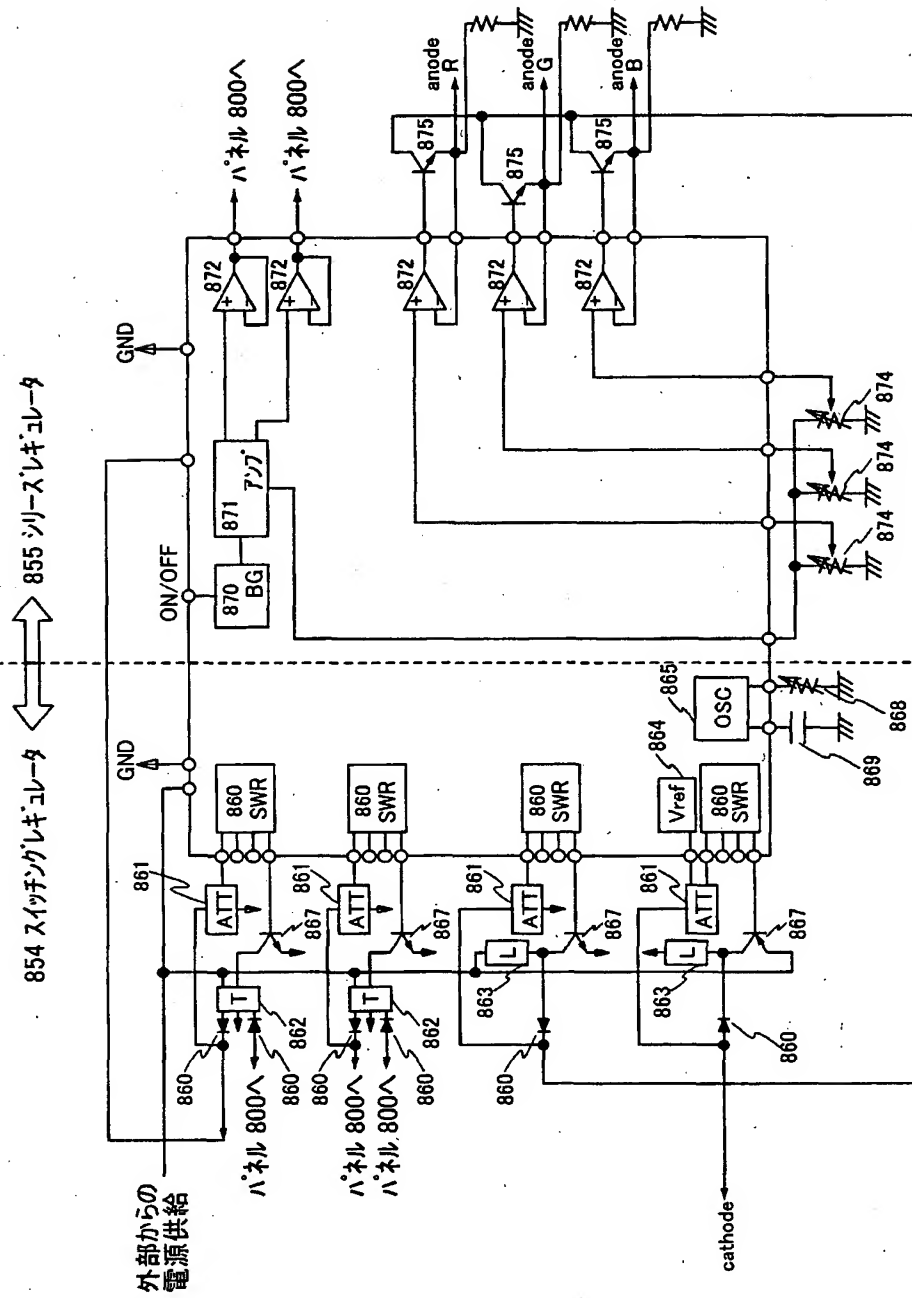 854 スイッチングレギュレータ
855 シリーズレギュレータ
GND
ON/OFF
GND
外部からの
電源供給
860
T
862
860
パネル 800へ
867
ATT
861
860
SWR
870
BG
871
アンプ
872
+
−
パネル 800へ
872
+
−
パネル 800へ
860
T
862
860
パネル 800へ
パネル 800へ
867
ATT
861
860
SWR
872
+
−
875
anode
R
860
L
863
867
ATT
861
860
SWR
872
+
−
875
anode
G
872
+
−
875
anode
B
cathode
860
L
863
867
ATT
861
Vref
864
860
SWR
OSC
865
869
868
874
874
874